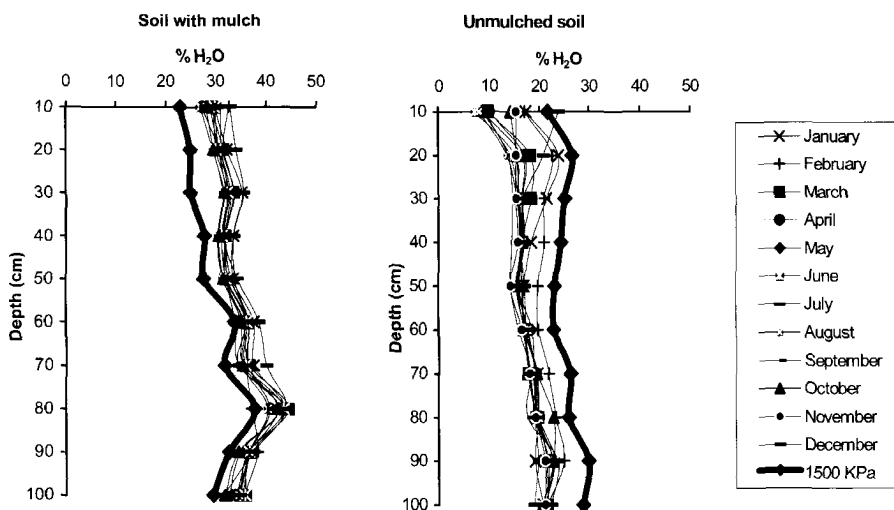 Soil with mulch
% H₂O
0 10 20 30 40 50
10
20
30
40
50
60
70
80
90
100
Depth (cm)
Unmulched soil
% H₂O
0 10 20 30 40 50
10
20
30
40
50
60
70
80
90
100
Depth (cm)
January
February
March
April
May
June
July
August
September
October
November
December
1500 KPa